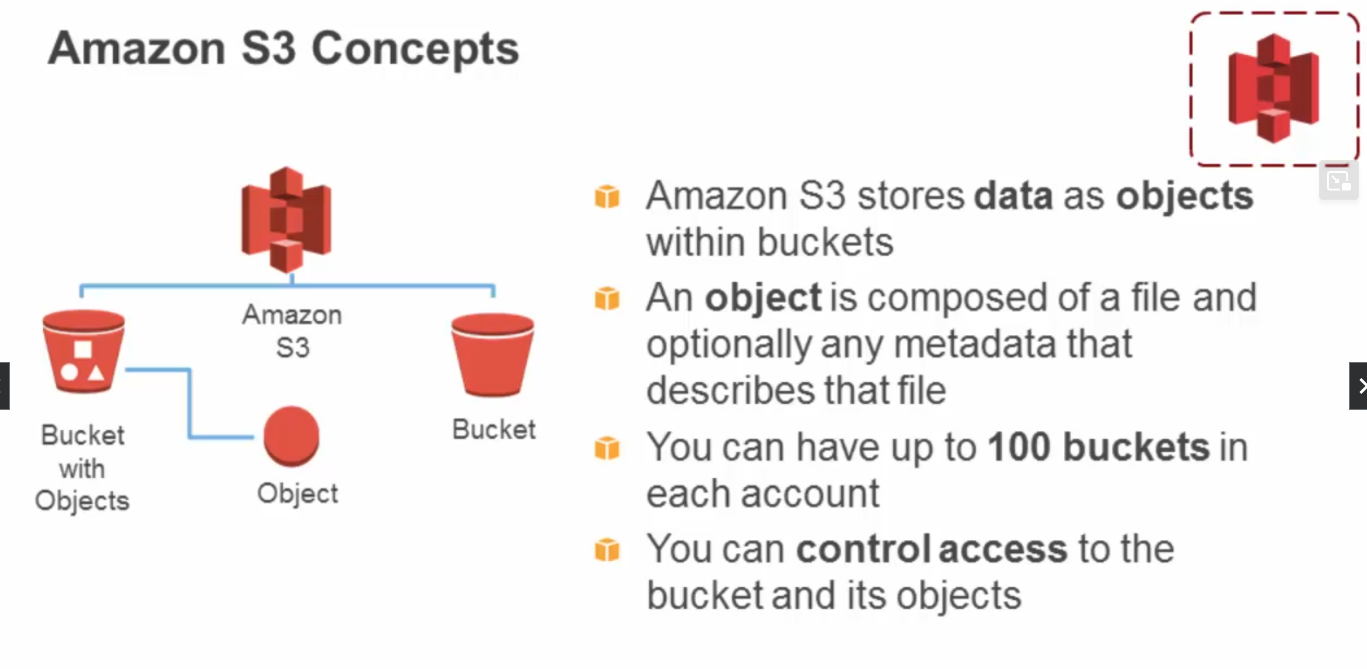 Amazon S3 Concepts
Amazon
S3
Bucket
with
Objects
Object
Bucket
Amazon S3 stores data as objects
within buckets
An object is composed of a file and
optionally any metadata that
describes that file
You can have up to 100 buckets in
each account
You can control access to the
bucket and its objects